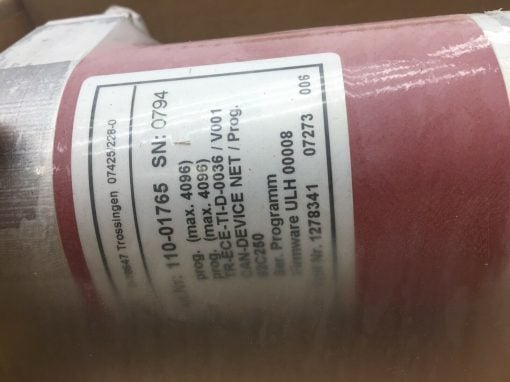 Trossingen 07425/228-0
110-01765 SN: 0794
prog. (max. 4096)
prog. (max. 4096)
TR-ECE-TI-D-0036 / V001
CAN-DEVICE NET / Prog.
Programm
Firmware ULH 00008
Nr. 1278341 07273 006